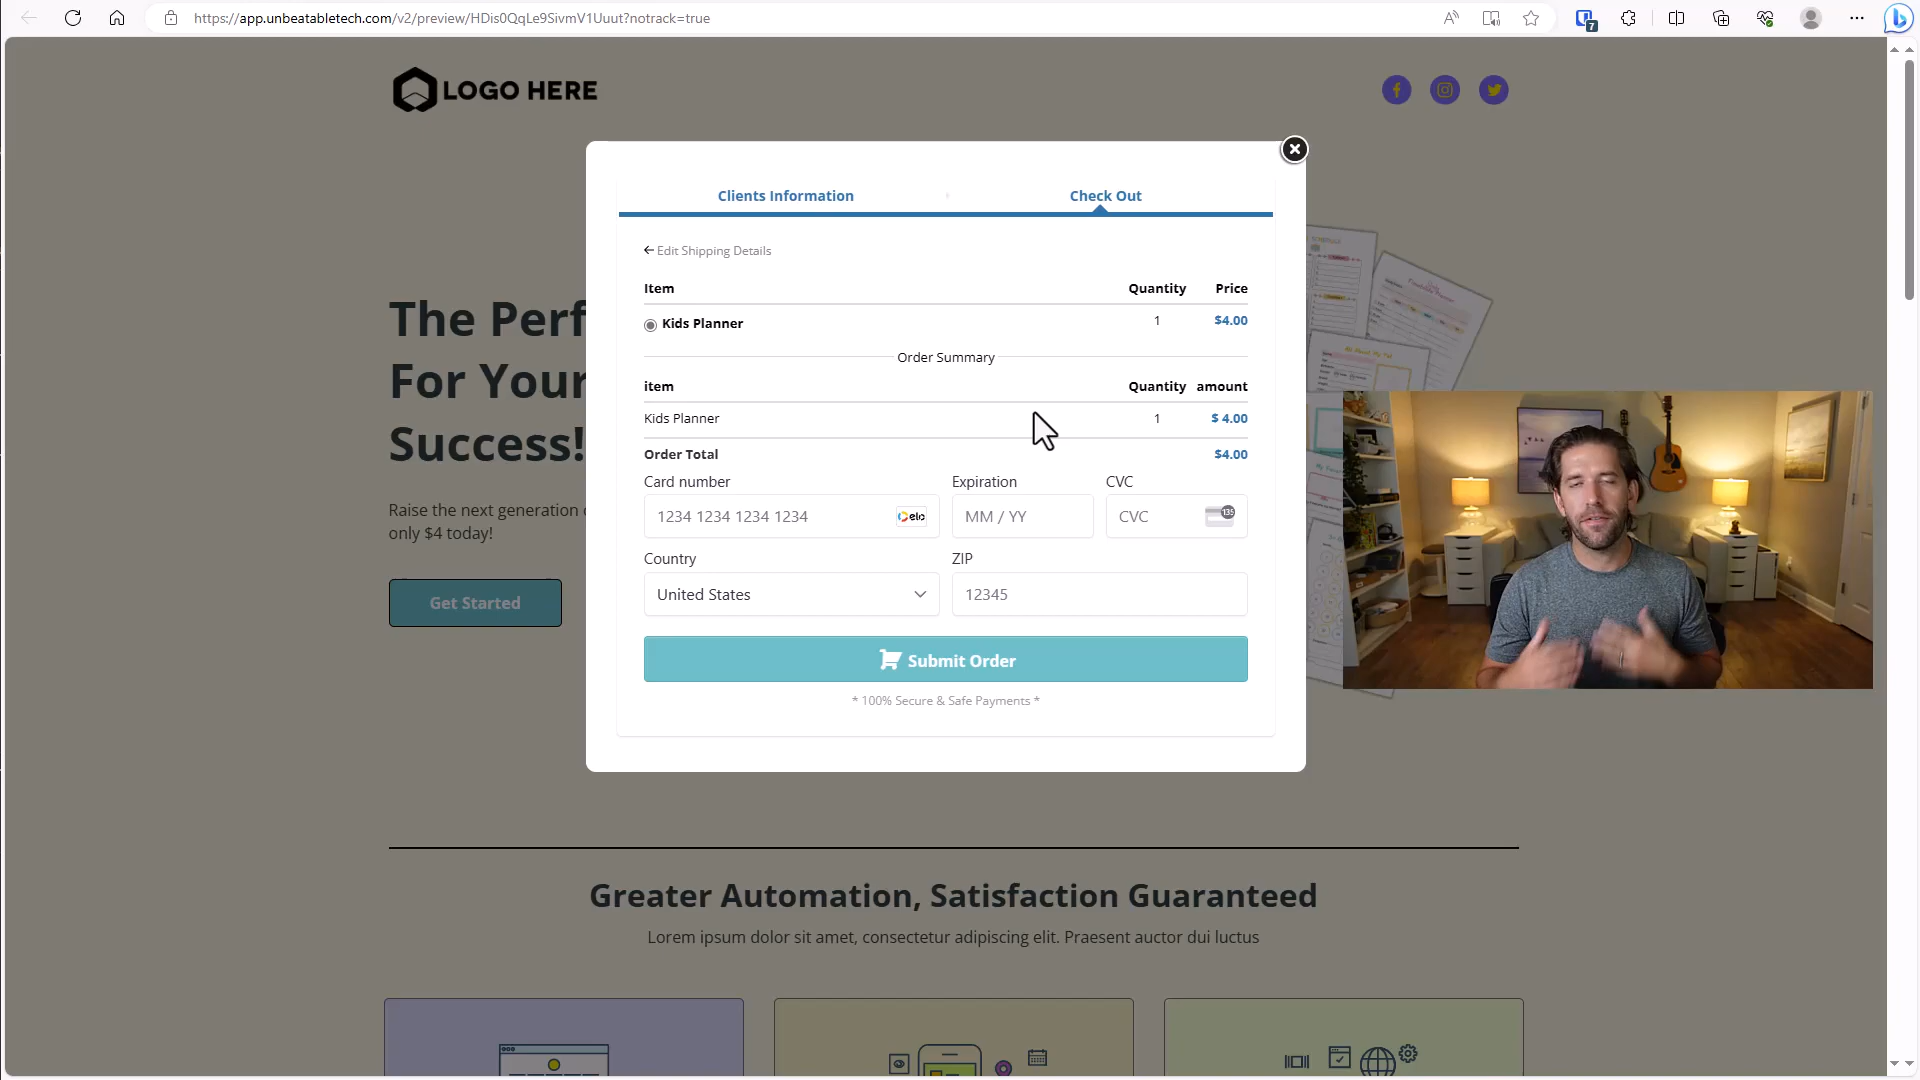 https://app.unbeatabletech.com/v2/preview/HDis0QqLe9SivmV1Uuut?notrack=true
7
LOGO HERE
Clients Information
Check Out
Edit Shipping Details
Item Quantity Price
Kids Planner 1 $4.00
Order Summary
item Quantity amount
Kids Planner 1 $ 4.00
Order Total $4.00
Card number Expiration CVC
1234 1234 1234 1234 elo MM / YY CVC 135
Country ZIP
United States 12345
Submit Order
* 100% Secure & Safe Payments *
The Perf
For Your
Success!
Raise the next generation
only $4 today!
Get Started
Greater Automation, Satisfaction Guaranteed
Lorem ipsum dolor sit amet, consectetur adipiscing elit. Praesent auctor dui luctus